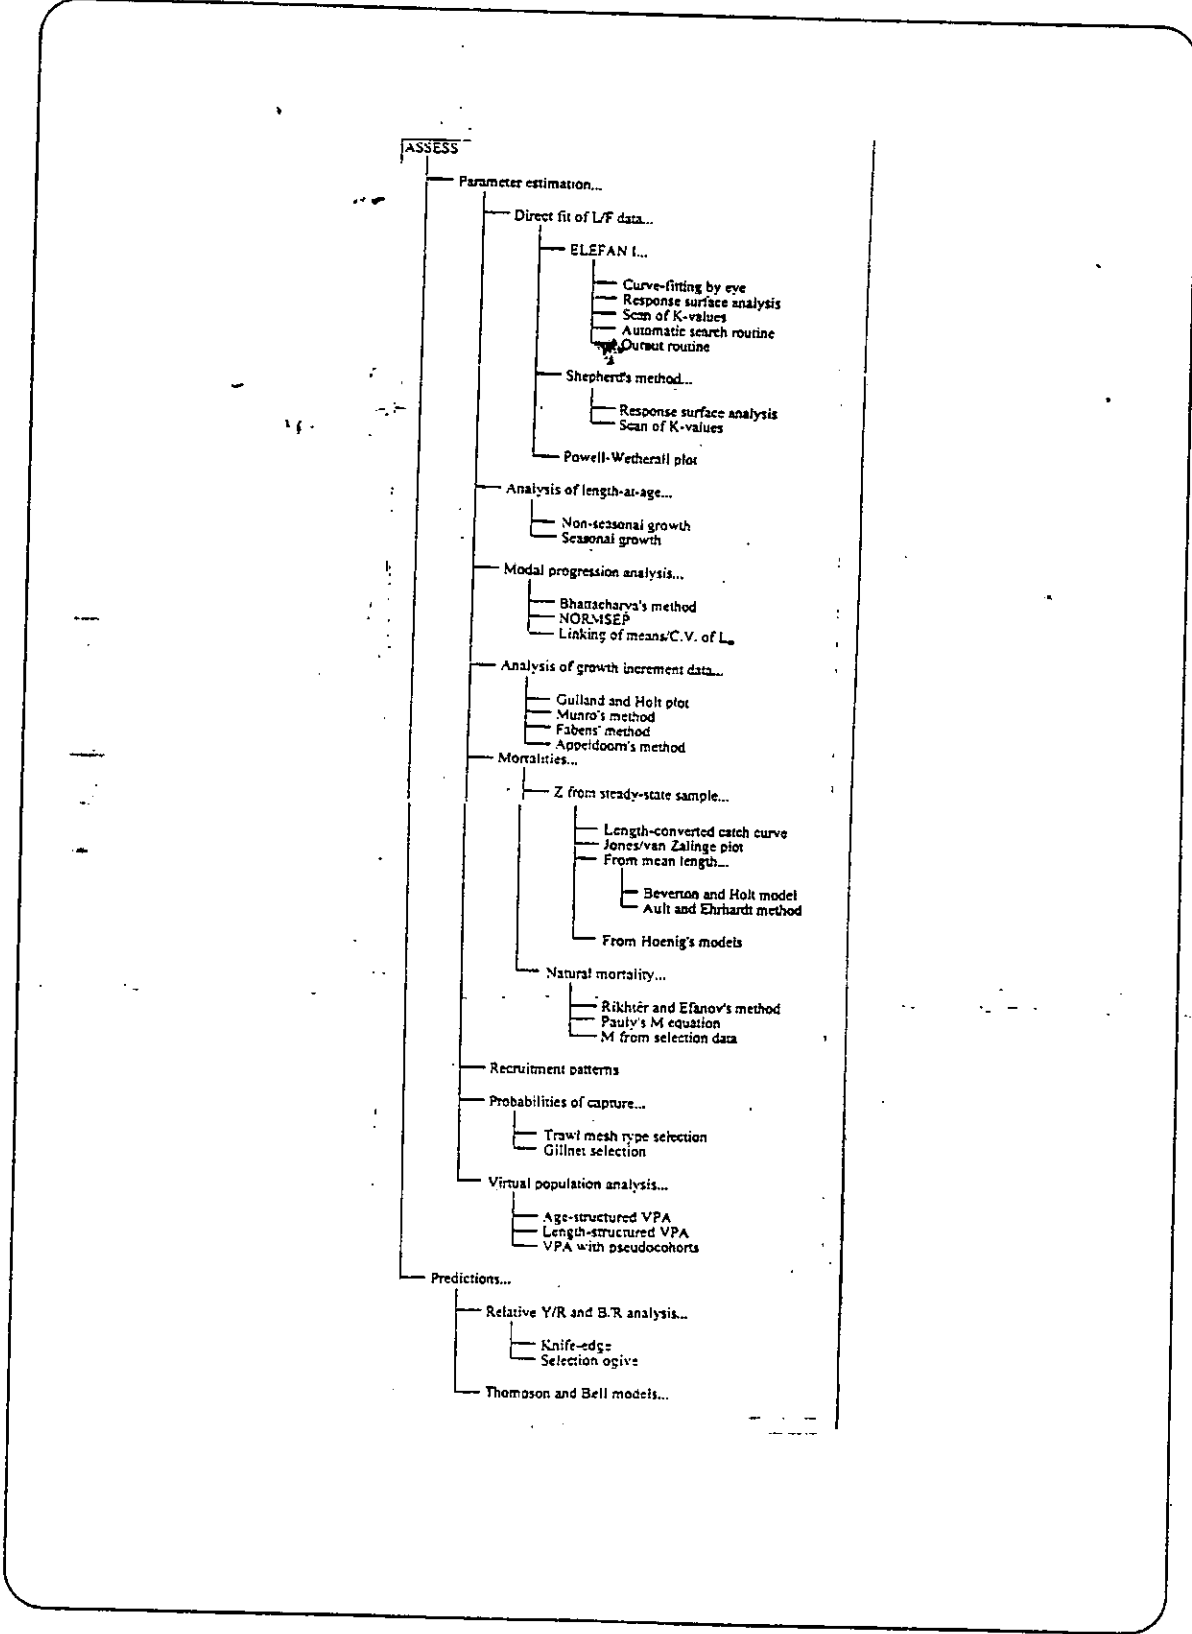 ASSESS
Parameter estimation...
Direct fit of L/F data...
ELEFAN I...
Curve-fitting by eye
Response surface analysis
Scan of K-values
Automatic search routine
Output routine
Shepherd's method...
Response surface analysis
Scan of K-values
Powell-Wetherall plot
Analysis of length-at-age...
Non-seasonal growth
Seasonal growth
Modal progression analysis...
Bhattacharya's method
NORMSEP
Linking of means/C.V. of L∞
Analysis of growth increment data...
Gulland and Holt plot
Munro's method
Fabens' method
Appeldoorn's method
Mortalities...
Z from steady-state sample...
Length-converted catch curve
Jones/van Zalinge plot
From mean length...
Beverton and Holt model
Ault and Ehrhardt method
From Hoenig's models
Natural mortality...
Rikhter and Efanov's method
Pauly's M equation
M from selection data
Recruitment patterns
Probabilities of capture...
Trawl mesh type selection
Gillnet selection
Virtual population analysis...
Age-structured VPA
Length-structured VPA
VPA with pseudocohorts
Predictions...
Relative Y/R and B/R analysis...
Knife-edge
Selection ogive
Thompson and Bell models...